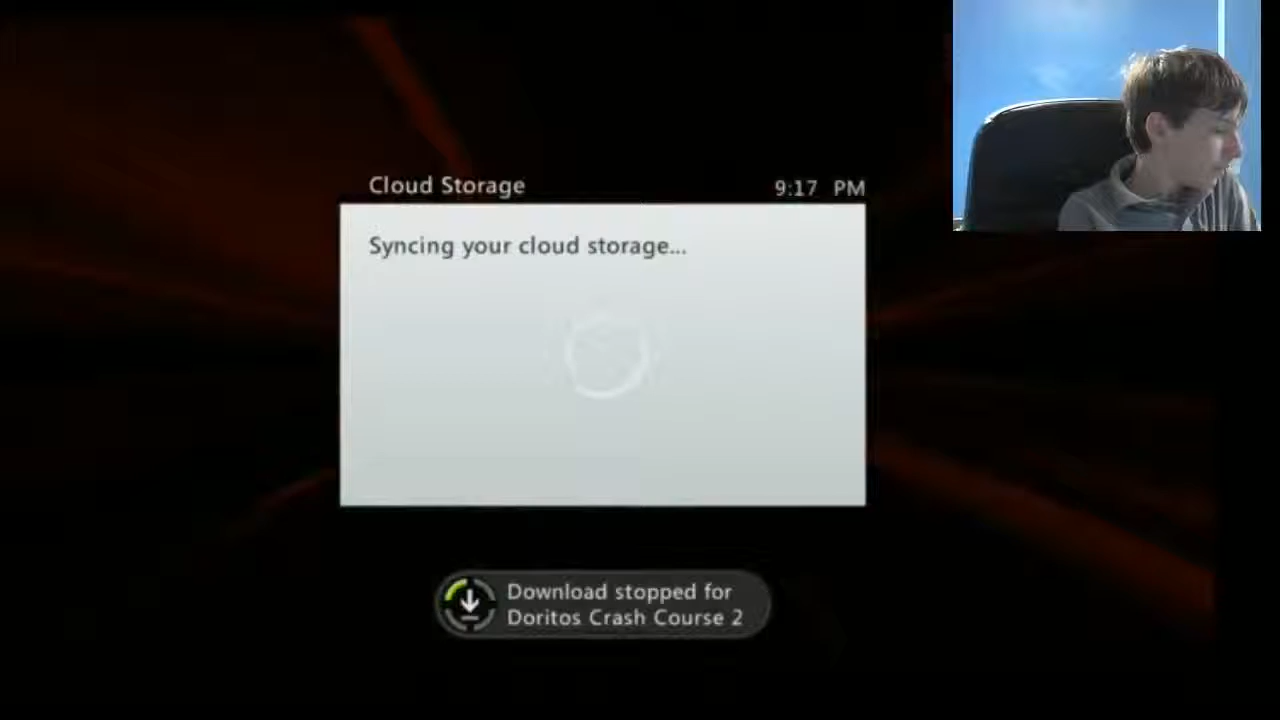 Cloud Storage
9:17 PM
Syncing your cloud storage...
Download stopped for
Doritos Crash Course 2